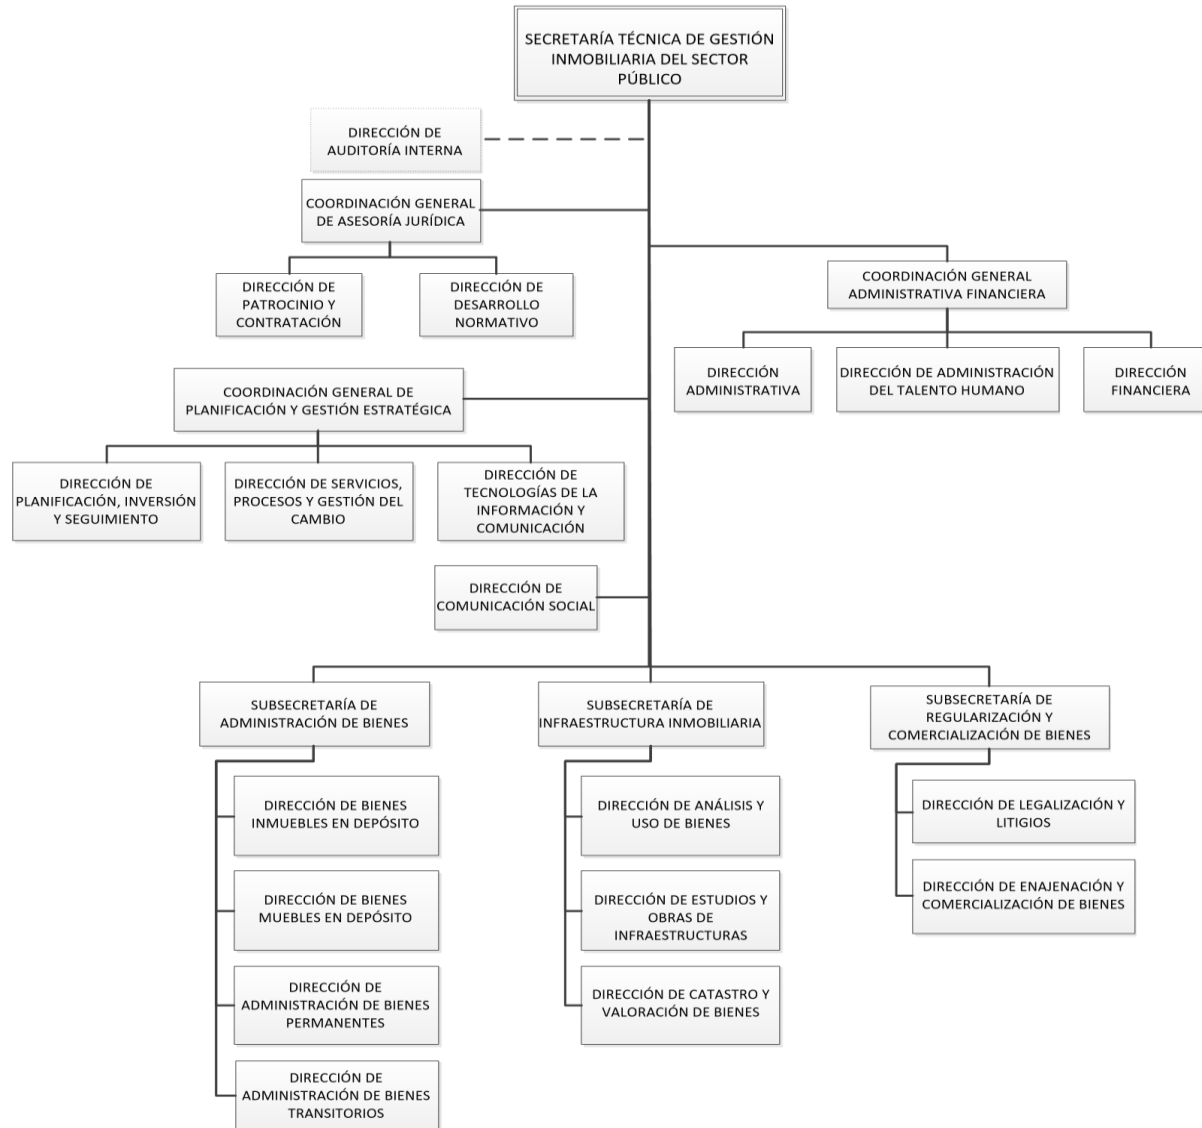 SECRETARÍA TÉCNICA DE GESTIÓN
INMOBILIARIA DEL SECTOR
PÚBLICO
DIRECCIÓN DE
AUDITORÍA INTERNA
COORDINACIÓN GENERAL
DE ASESORÍA JURÍDICA
DIRECCIÓN DE
PATROCINIO Y
CONTRATACIÓN
DIRECCIÓN DE
DESARROLLO
NORMATIVO
COORDINACIÓN GENERAL
ADMINISTRATIVA FINANCIERA
DIRECCIÓN
ADMINISTRATIVA
DIRECCIÓN DE ADMINISTRACIÓN
DEL TALENTO HUMANO
DIRECCIÓN
FINANCIERA
COORDINACIÓN GENERAL DE
PLANIFICACIÓN Y GESTIÓN ESTRATÉGICA
DIRECCIÓN DE
PLANIFICACIÓN, INVERSIÓN
Y SEGUIMIENTO
DIRECCIÓN DE SERVICIOS,
PROCESOS Y GESTIÓN DEL
CAMBIO
DIRECCIÓN DE
TECNOLOGÍAS DE LA
INFORMACIÓN Y
COMUNICACIÓN
DIRECCIÓN DE
COMUNICACIÓN SOCIAL
SUBSECRETARÍA DE
ADMINISTRACIÓN DE BIENES
DIRECCIÓN DE BIENES
INMUEBLES EN DEPÓSITO
DIRECCIÓN DE BIENES
MUEBLES EN DEPÓSITO
DIRECCIÓN DE
ADMINISTRACIÓN DE BIENES
PERMANENTES
DIRECCIÓN DE
ADMINISTRACIÓN DE BIENES
TRANSITORIOS
SUBSECRETARÍA DE
INFRAESTRUCTURA INMOBILIARIA
DIRECCIÓN DE ANÁLISIS Y
USO DE BIENES
DIRECCIÓN DE ESTUDIOS Y
OBRAS DE
INFRAESTRUCTURAS
DIRECCIÓN DE CATASTRO Y
VALORACIÓN DE BIENES
SUBSECRETARÍA DE
REGULARIZACIÓN Y
COMERCIALIZACIÓN DE BIENES
DIRECCIÓN DE LEGALIZACIÓN Y
LITIGIOS
DIRECCIÓN DE ENAJENACIÓN Y
COMERCIALIZACIÓN DE BIENES